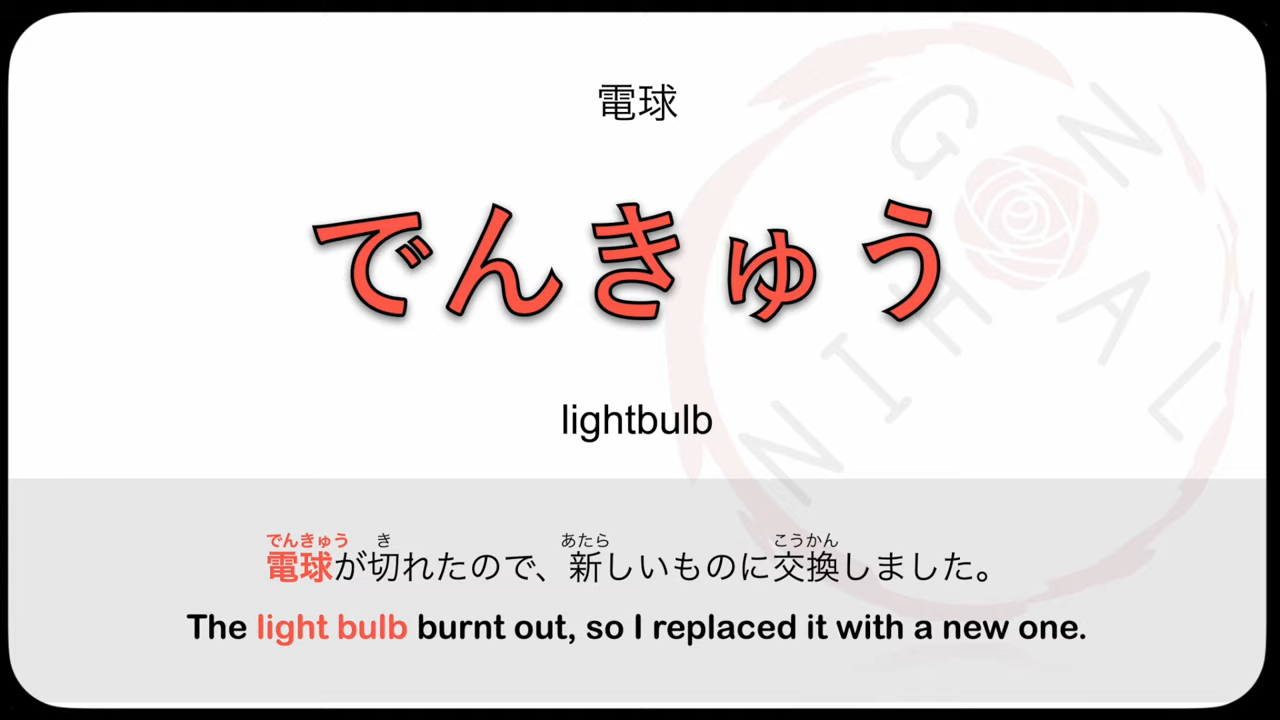 電球
でんきゅう
lightbulb
でんきゅう き あたら こうかん
電球が切れたので、新しいものに交換しました。
The light bulb burnt out, so I replaced it with a new one.
NIHON
GOAL